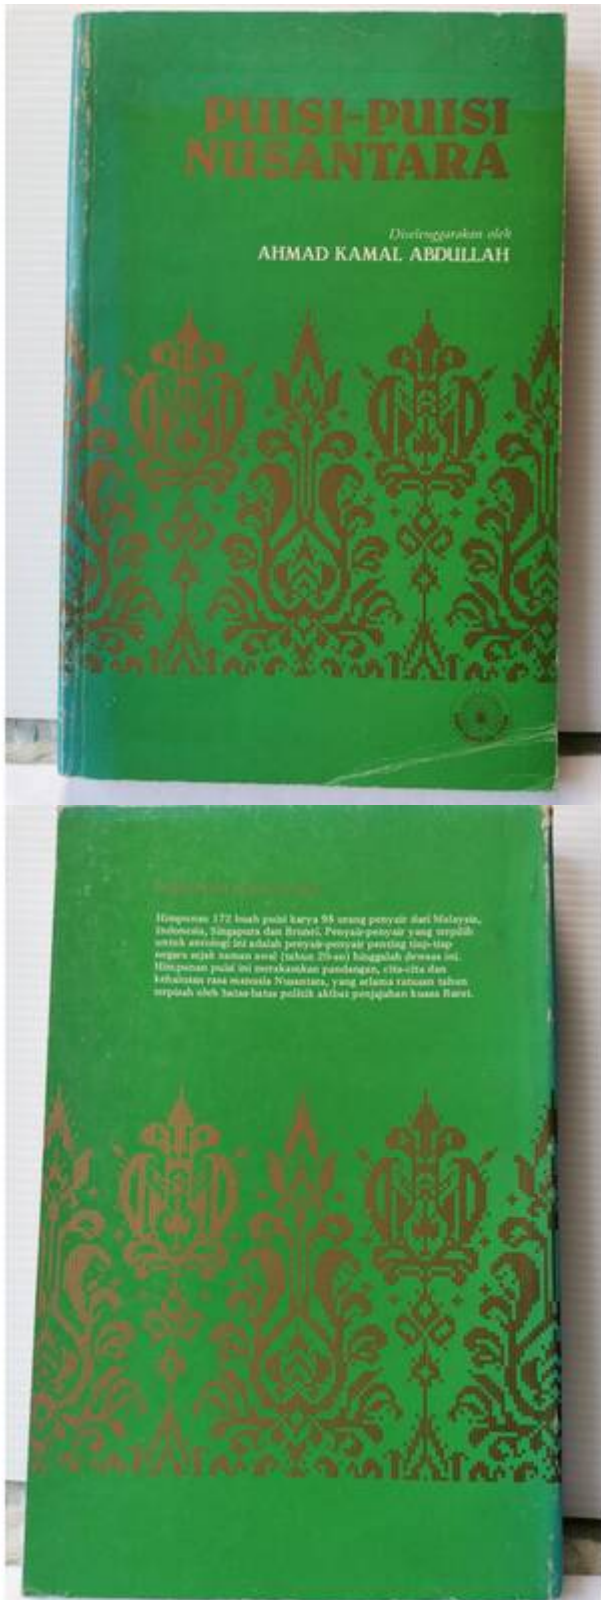 PUISI-PUISI
NUSANTARA
Diselenggarakan oleh
AHMAD KAMAL ABDULLAH
Himpunan 172 buah puisi karya 98 orang penyair dari Malaysia,
Indonesia, Singapura dan Brunei. Penyair-penyair yang terpilih
untuk antologi ini adalah penyair-penyair penting tiap-tiap
negara sejak zaman awal (tahun 20-an) hinggalah dewasa ini.
Himpunan puisi ini merakamkan pandangan, cita-cita dan
kehalusan rasa manusia Nusantara, yang selama ratusan tahun
terpisah oleh batas-batas politik akibat penjajahan kuasa Barat.